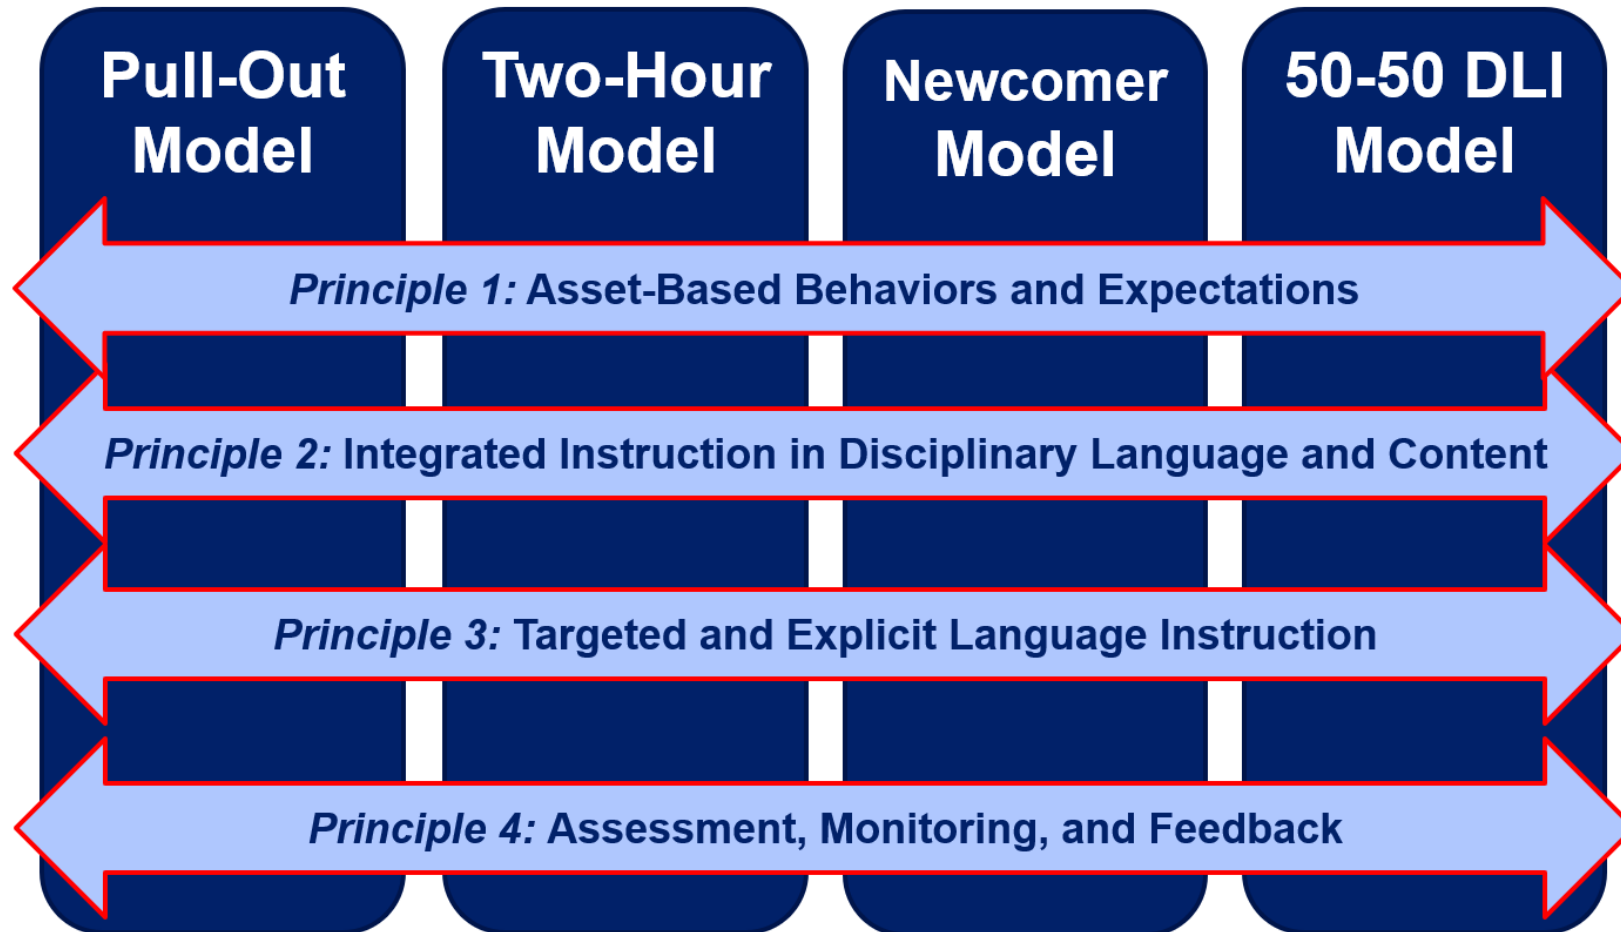 Pull-Out
Model
Two-Hour
Model
Newcomer
Model
50-50 DLI
Model
Principle 1: Asset-Based Behaviors and Expectations
Principle 2: Integrated Instruction in Disciplinary Language and Content
Principle 3: Targeted and Explicit Language Instruction
Principle 4: Assessment, Monitoring, and Feedback